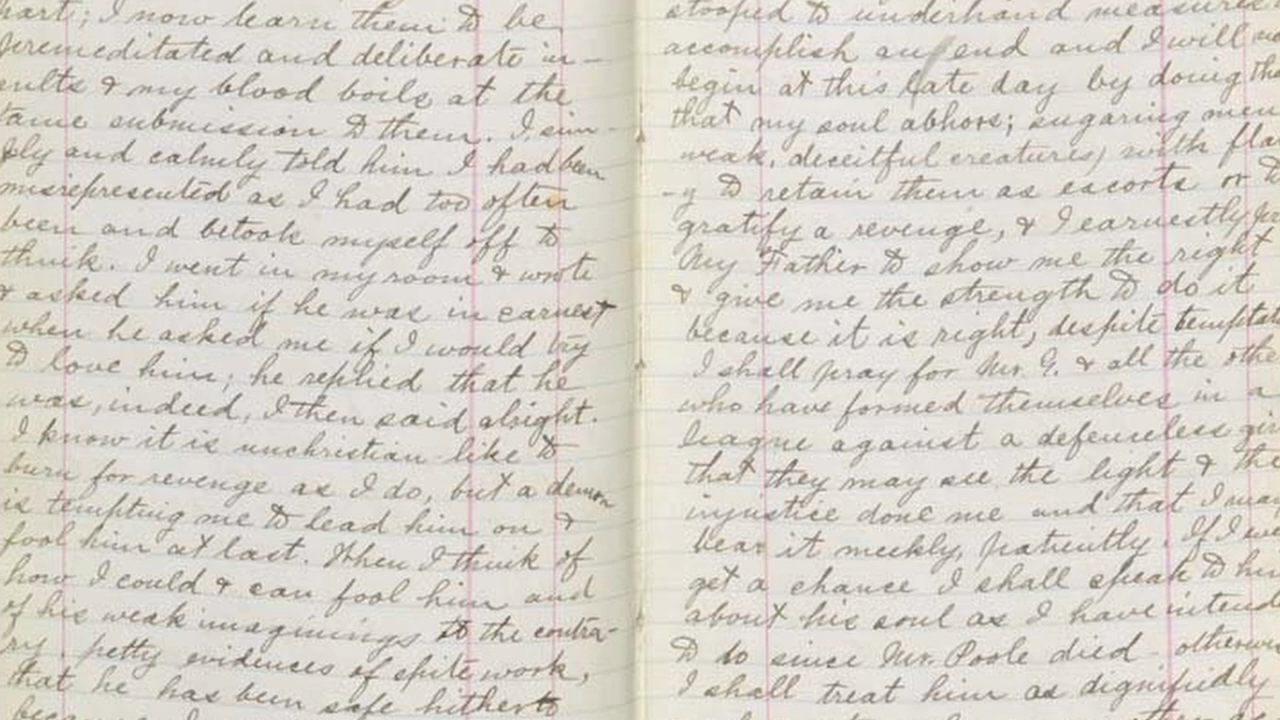 part; I now learn them to be
premeditated and deliberate in-
sults & my blood boils at the
tame submission to them. I sim-
ply and calmly told him I had been
misrepresented as I had too often
been and betook myself off to
think. I went in my room & wrote
& asked him if he was in earnest
when he asked me if I would try
to love him; he replied that he
was, indeed, I then said alright.
I know it is unchristian-like to
burn for revenge as I do, but a demon
is tempting me to lead him on &
fool him at last. When I think of
how I could & can fool him and
of his weak imaginings to the contra-
ry, petty evidences of spite work,
that he has been safe hitherto
stooped to underhand measures
accomplish an end and I will
begin at this late day by doing
that my soul abhors; sugaring men
weak, deceitful creatures, with fla
-y to retain them as escorts or to
gratify a revenge, & I earnestly
My Father to show me the right
& give me the strength to do it
because it is right, despite temptat
I shall pray for Mr. G. & all the othe
who have formed themselves in a
league against a defenseless gir
that they may see the light & the
injustice done me and that I may
bear it meekly, patiently. If I eve
get a chance I shall speak to him
about his soul as I have intend
to do since Mr. Poole died - otherwis
I shall treat him as dignifiedly